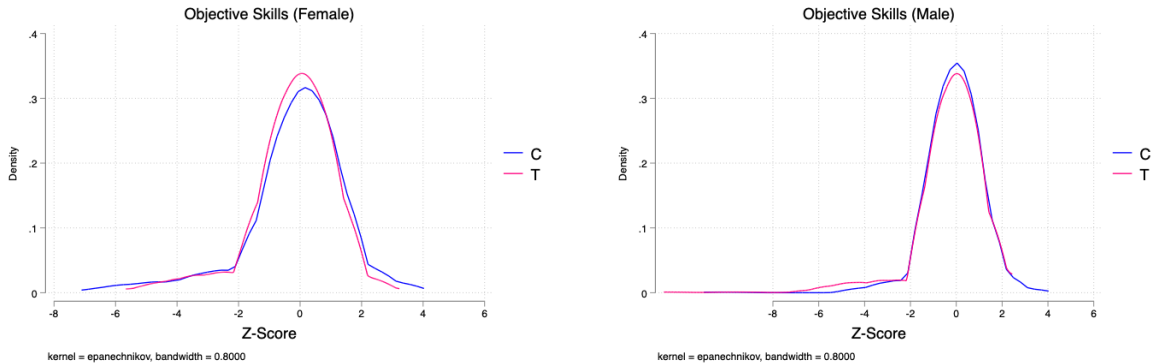 Objective Skills (Female)
.4
.3
.2
.1
0
Density
-8 -6 -4 -2 0 2 4 6
Z-Score
C
T
kernel = epanechnikov, bandwidth = 0.8000
Objective Skills (Male)
.4
.3
.2
.1
0
Density
-8 -6 -4 -2 0 2 4 6
Z-Score
C
T
kernel = epanechnikov, bandwidth = 0.8000